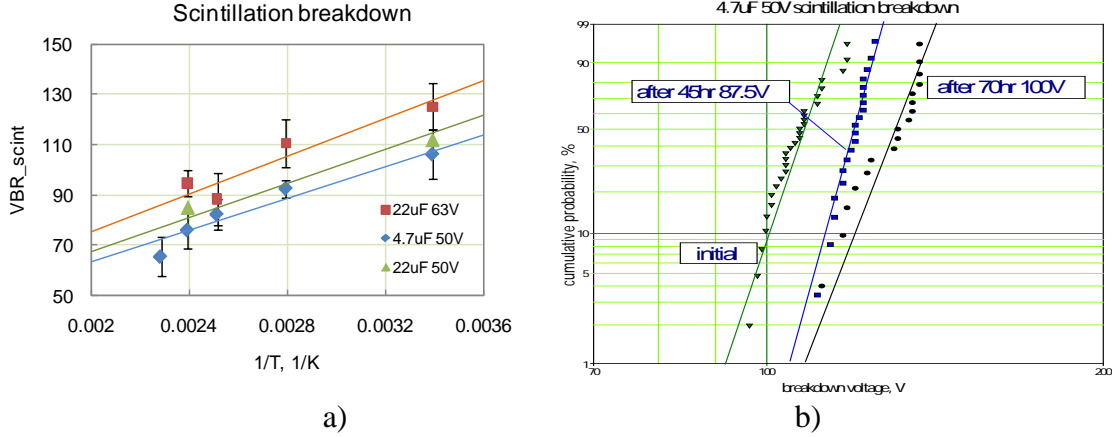 Scintillation breakdown
150
130
110
90
70
50
VBR_scint
22uF 63V
4.7uF 50V
22uF 50V
0.002
0.0024
0.0028
0.0032
0.0036
1/T, 1/K
a)
4.7uF 50V scintillation breakdown
99
90
50
10
5
1
cumulative probability, %
after 45hr 87.5V
after 70hr 100V
initial
70
100
200
breakdown voltage, V
b)